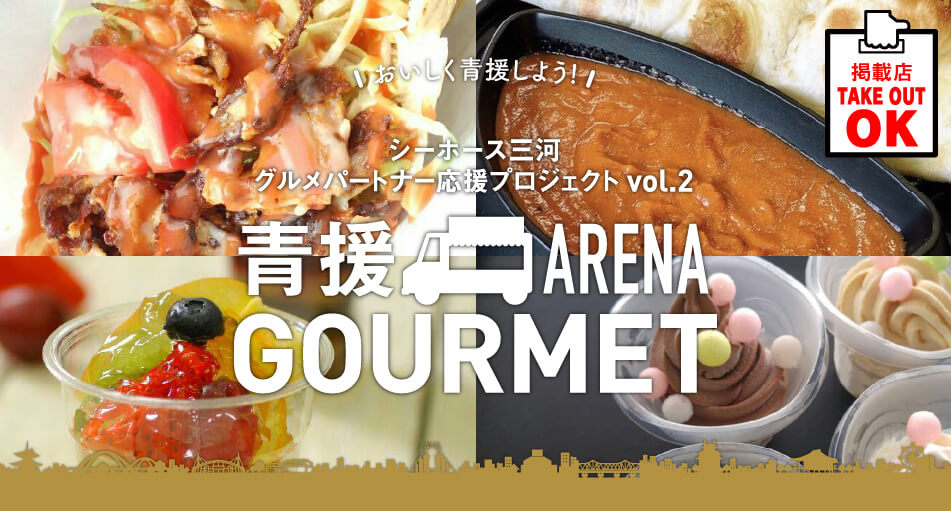 おいしく青援しよう！
シーホース三河
グルメパートナー応援プロジェクト vol.2
青援 ARENA
GOURMET
掲載店
TAKE OUT
OK